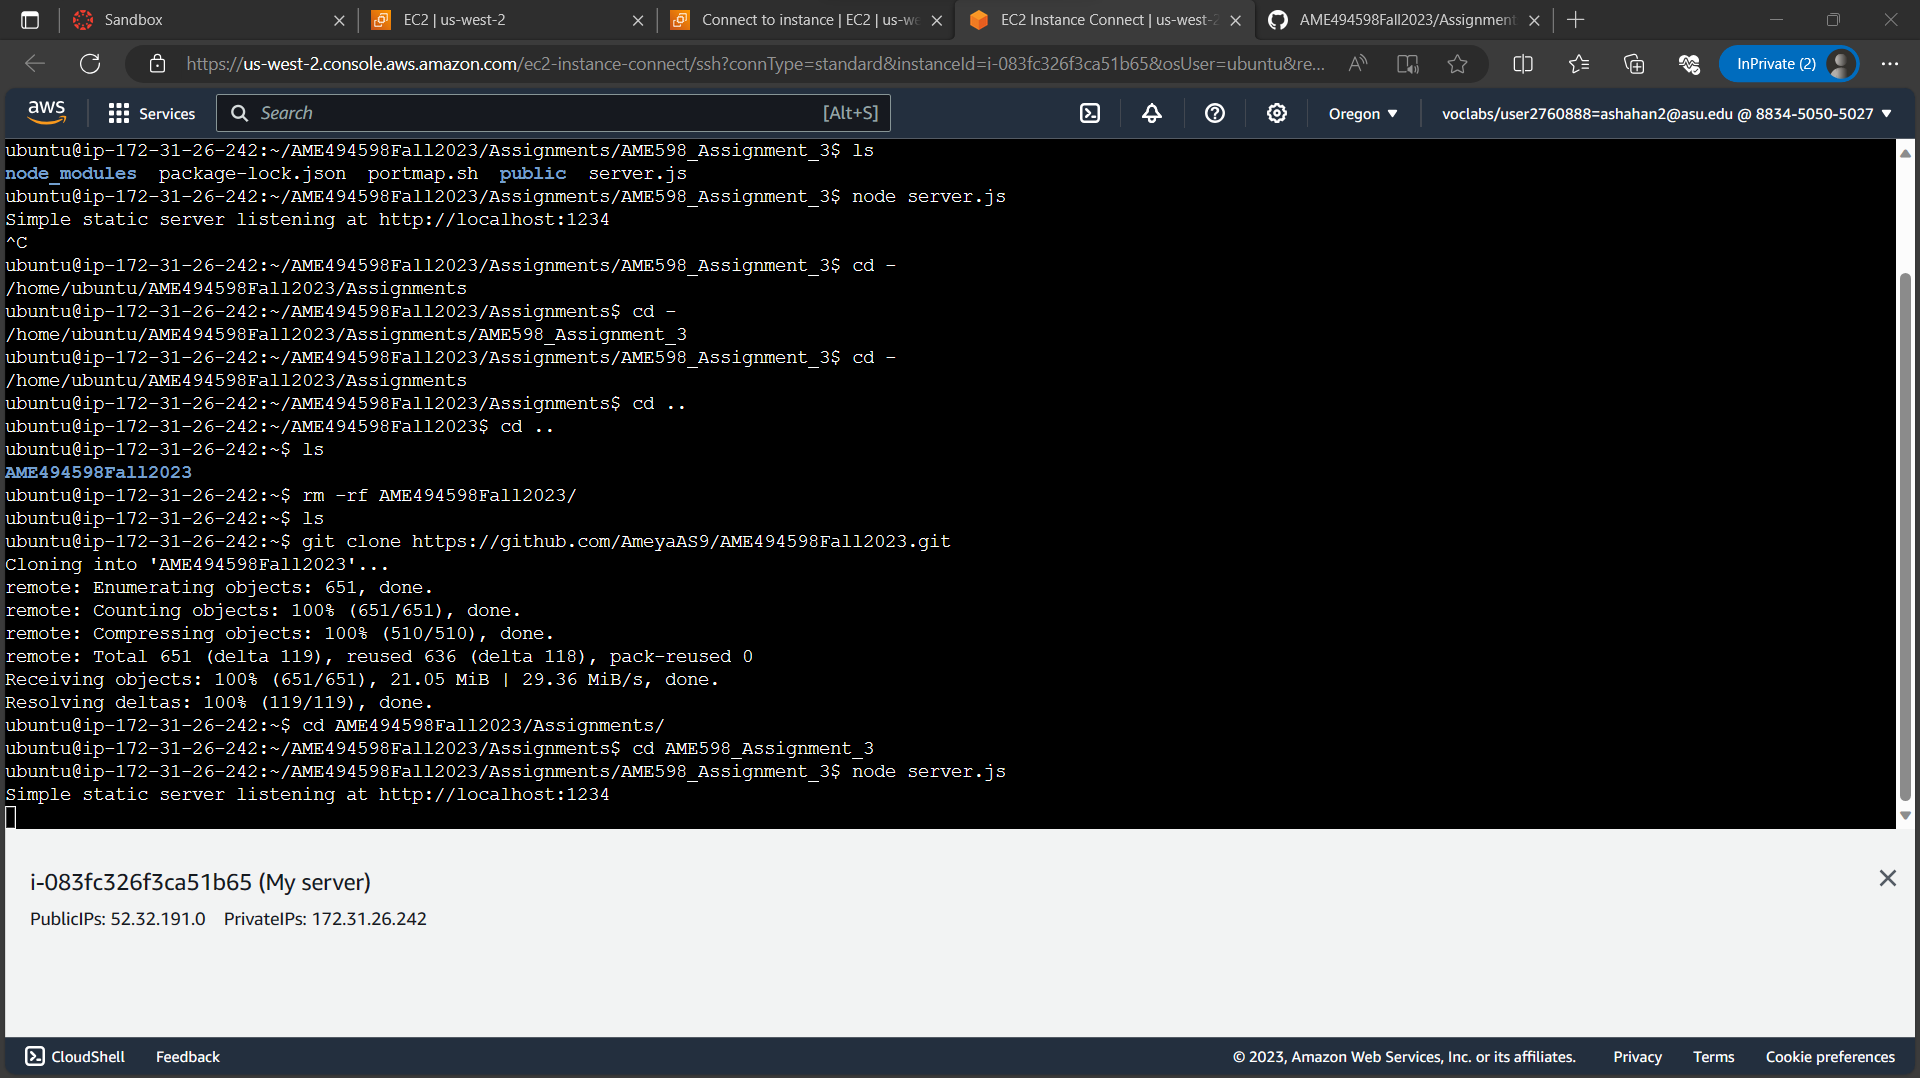 Sandbox
EC2 | us-west-2
Connect to instance | EC2 | us-we
EC2 Instance Connect | us-west-2
AME494598Fall2023/Assignment
https://us-west-2.console.aws.amazon.com/ec2-instance-connect/ssh?connType=standard&instanceId=i-083fc326f3ca51b65&osUser=ubuntu&re...
InPrivate (2)
aws
Services
Search
[Alt+S]
Oregon
voclabs/user2760888=ashahan2@asu.edu @ 8834-5050-5027
ubuntu@ip-172-31-26-242:~/AME494598Fall2023/Assignments/AME598_Assignment_3$ ls
node_modules  package-lock.json  portmap.sh  public  server.js
ubuntu@ip-172-31-26-242:~/AME494598Fall2023/Assignments/AME598_Assignment_3$ node server.js
Simple static server listening at http://localhost:1234
^C
ubuntu@ip-172-31-26-242:~/AME494598Fall2023/Assignments/AME598_Assignment_3$ cd -
/home/ubuntu/AME494598Fall2023/Assignments
ubuntu@ip-172-31-26-242:~/AME494598Fall2023/Assignments$ cd -
/home/ubuntu/AME494598Fall2023/Assignments/AME598_Assignment_3
ubuntu@ip-172-31-26-242:~/AME494598Fall2023/Assignments/AME598_Assignment_3$ cd -
/home/ubuntu/AME494598Fall2023/Assignments
ubuntu@ip-172-31-26-242:~/AME494598Fall2023/Assignments$ cd ..
ubuntu@ip-172-31-26-242:~/AME494598Fall2023$ cd ..
ubuntu@ip-172-31-26-242:~$ ls
AME494598Fall2023
ubuntu@ip-172-31-26-242:~$ rm -rf AME494598Fall2023/
ubuntu@ip-172-31-26-242:~$ ls
ubuntu@ip-172-31-26-242:~$ git clone https://github.com/AmeyaAS9/AME494598Fall2023.git
Cloning into 'AME494598Fall2023'...
remote: Enumerating objects: 651, done.
remote: Counting objects: 100% (651/651), done.
remote: Compressing objects: 100% (510/510), done.
remote: Total 651 (delta 119), reused 636 (delta 118), pack-reused 0
Receiving objects: 100% (651/651), 21.05 MiB | 29.36 MiB/s, done.
Resolving deltas: 100% (119/119), done.
ubuntu@ip-172-31-26-242:~$ cd AME494598Fall2023/Assignments/
ubuntu@ip-172-31-26-242:~/AME494598Fall2023/Assignments$ cd AME598_Assignment_3
ubuntu@ip-172-31-26-242:~/AME494598Fall2023/Assignments/AME598_Assignment_3$ node server.js
Simple static server listening at http://localhost:1234
i-083fc326f3ca51b65 (My server)
PublicIPs: 52.32.191.0    PrivateIPs: 172.31.26.242
CloudShell
Feedback
© 2023, Amazon Web Services, Inc. or its affiliates.
Privacy
Terms
Cookie preferences